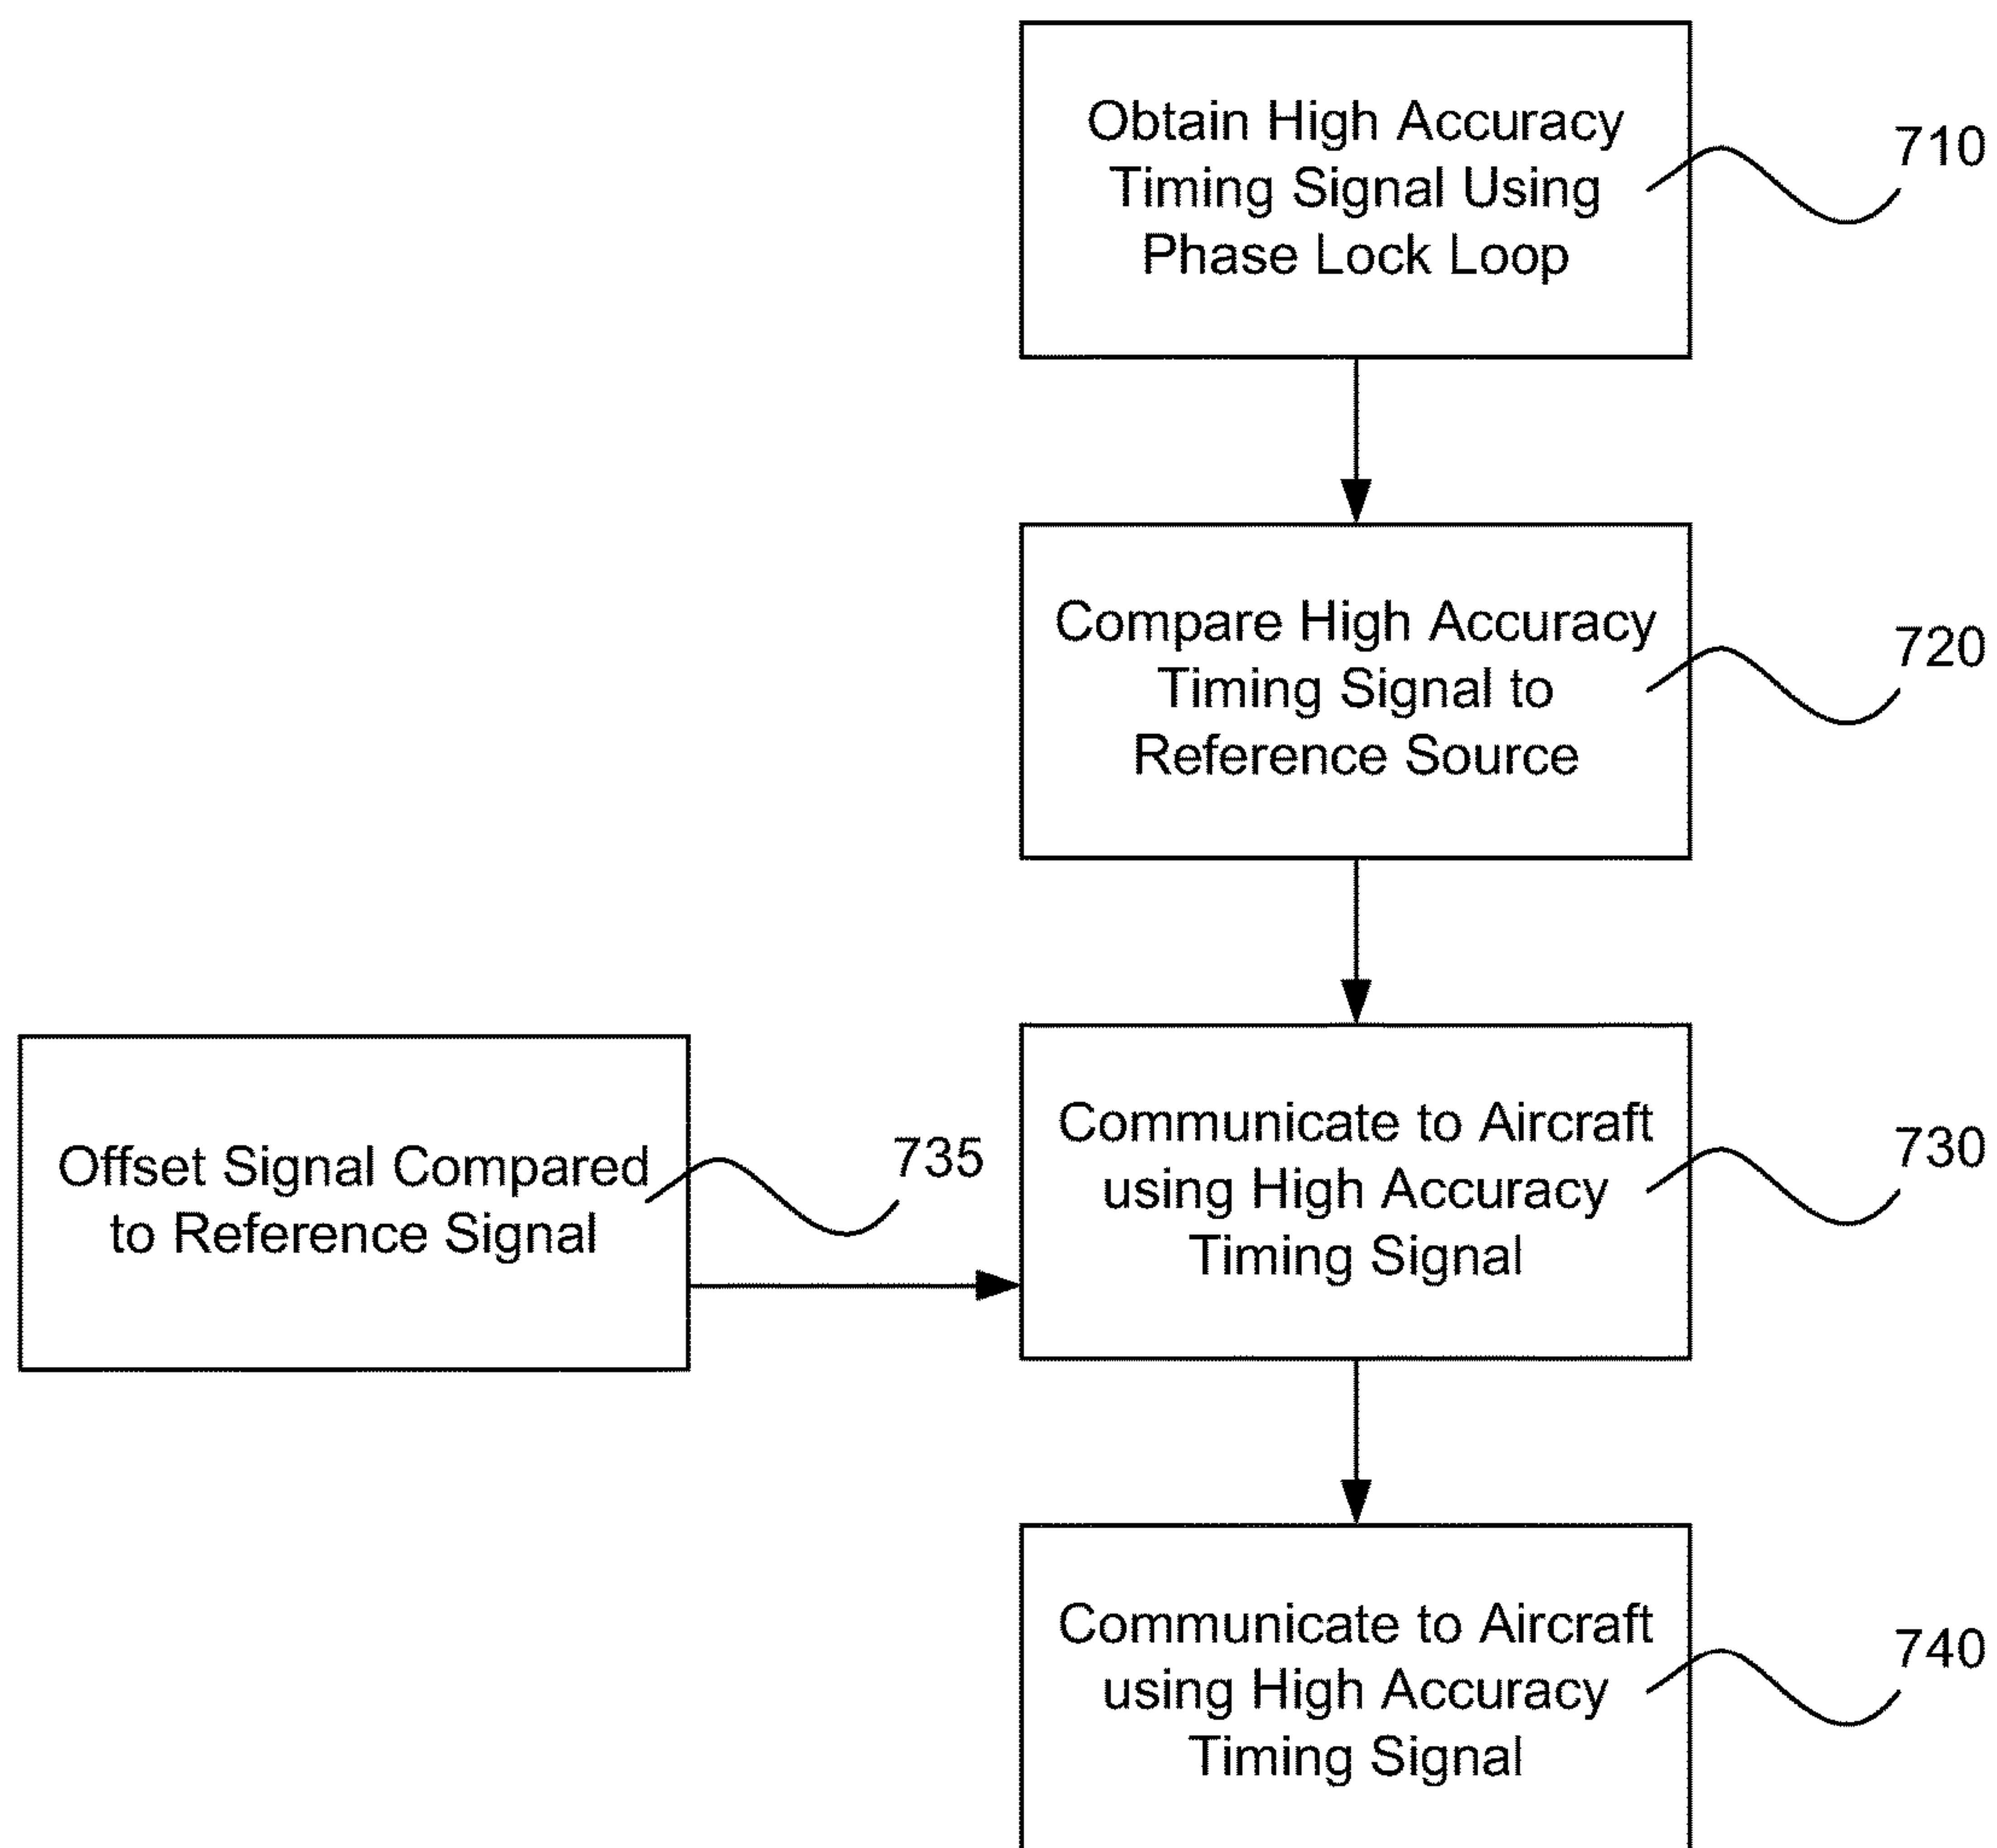 Obtain High Accuracy
Timing Signal Using
Phase Lock Loop
710
Compare High Accuracy
Timing Signal to
Reference Source
720
Offset Signal Compared
to Reference Signal
735
Communicate to Aircraft
using High Accuracy
Timing Signal
730
Communicate to Aircraft
using High Accuracy
Timing Signal
740